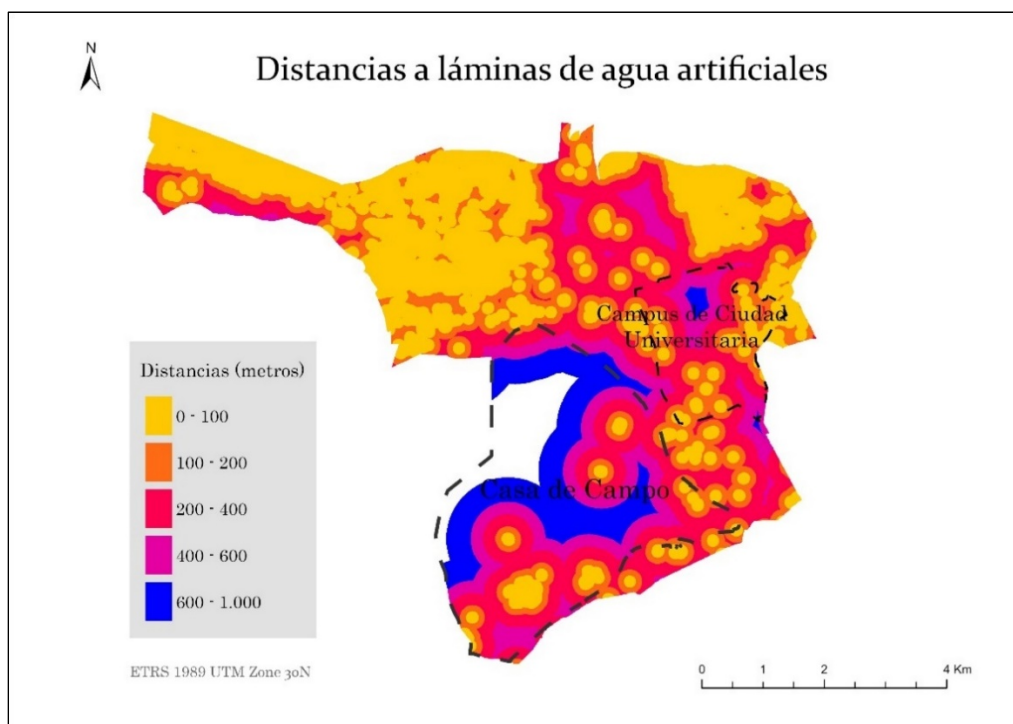 N
Distancias a láminas de agua artificiales
Campus de Ciudad
Universitaria
Distancias (metros)
0 - 100
100 - 200
200 - 400
400 - 600
600 - 1.000
Casa de Campo
ETRS 1989 UTM Zone 30N
0 1 2 4 Km